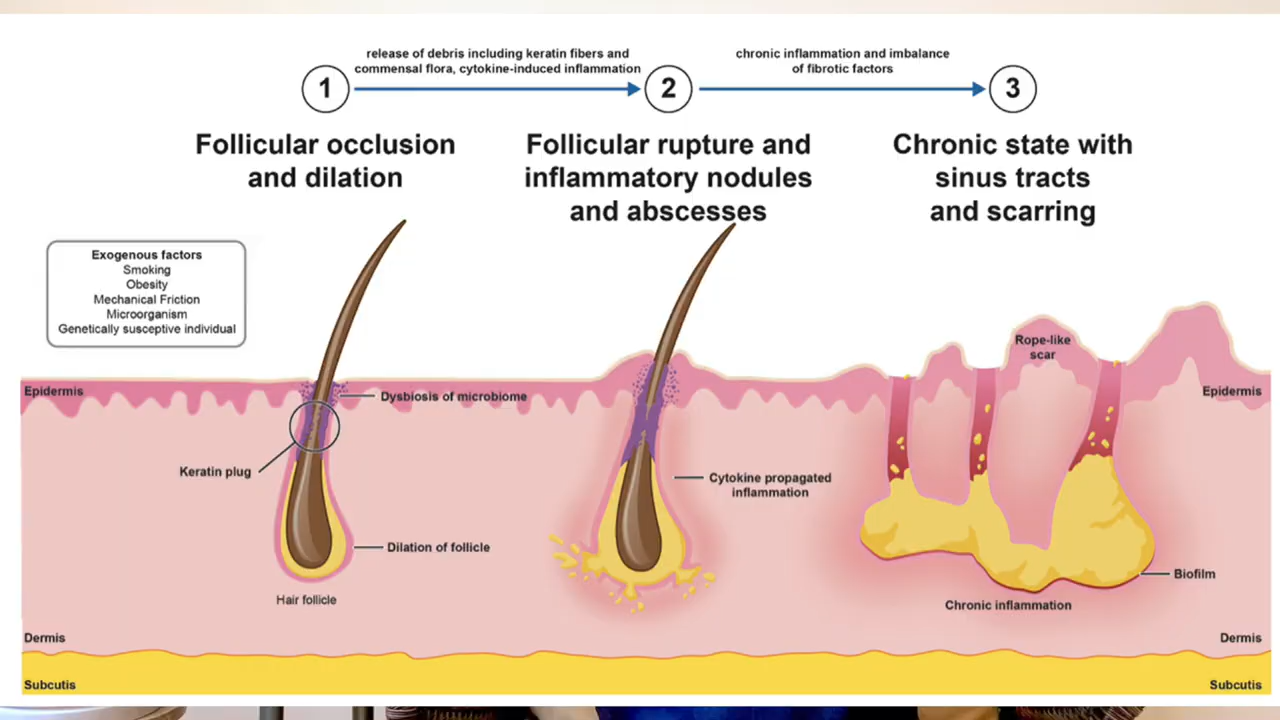 release of debris including keratin fibers and
commensal flora, cytokine-induced inflammation
chronic inflammation and imbalance
of fibrotic factors
1
2
3
Follicular occlusion
and dilation
Follicular rupture and
inflammatory nodules
and abscesses
Chronic state with
sinus tracts
and scarring
Exogenous factors
Smoking
Obesity
Mechanical Friction
Microorganism
Genetically susceptive individual
Rope-like
scar
Epidermis
Epidermis
Dysbiosis of microbiome
Keratin plug
Cytokine propagated
inflammation
Dilation of follicle
Biofilm
Hair follicle
Chronic inflammation
Dermis
Dermis
Subcutis
Subcutis